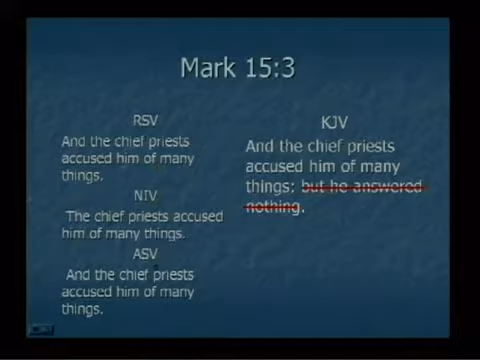 Mark 15:3
RSV
And the chief priests
accused him of many
things.
NIV
The chief priests accused
him of many things.
ASV
And the chief priests
accused him of many
things.
KJV
And the chief priests
accused him of many
things: but he answered
nothing.